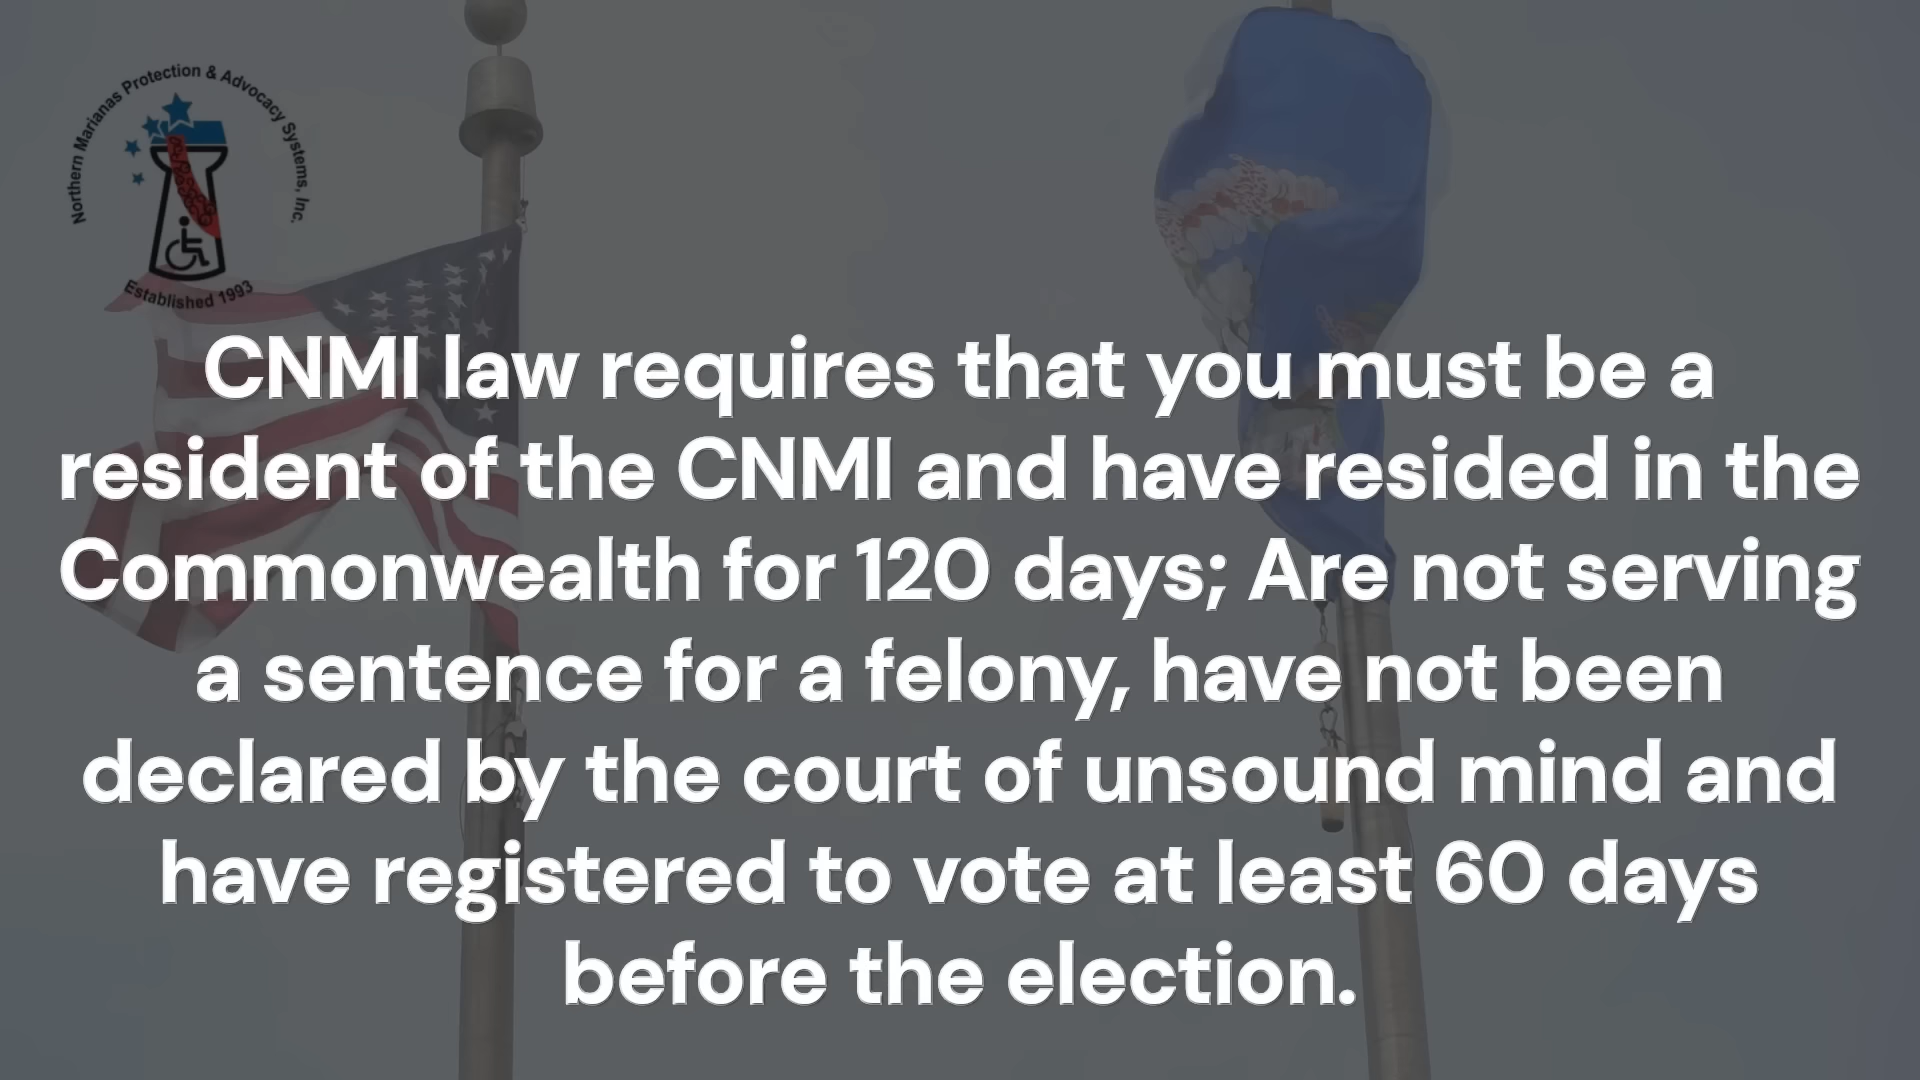 Northern Marianas Protection & Advocacy Systems, Inc.
Established 1993
CNMI law requires that you must be a
resident of the CNMI and have resided in the
Commonwealth for 120 days; Are not serving
a sentence for a felony, have not been
declared by the court of unsound mind and
have registered to vote at least 60 days
before the election.